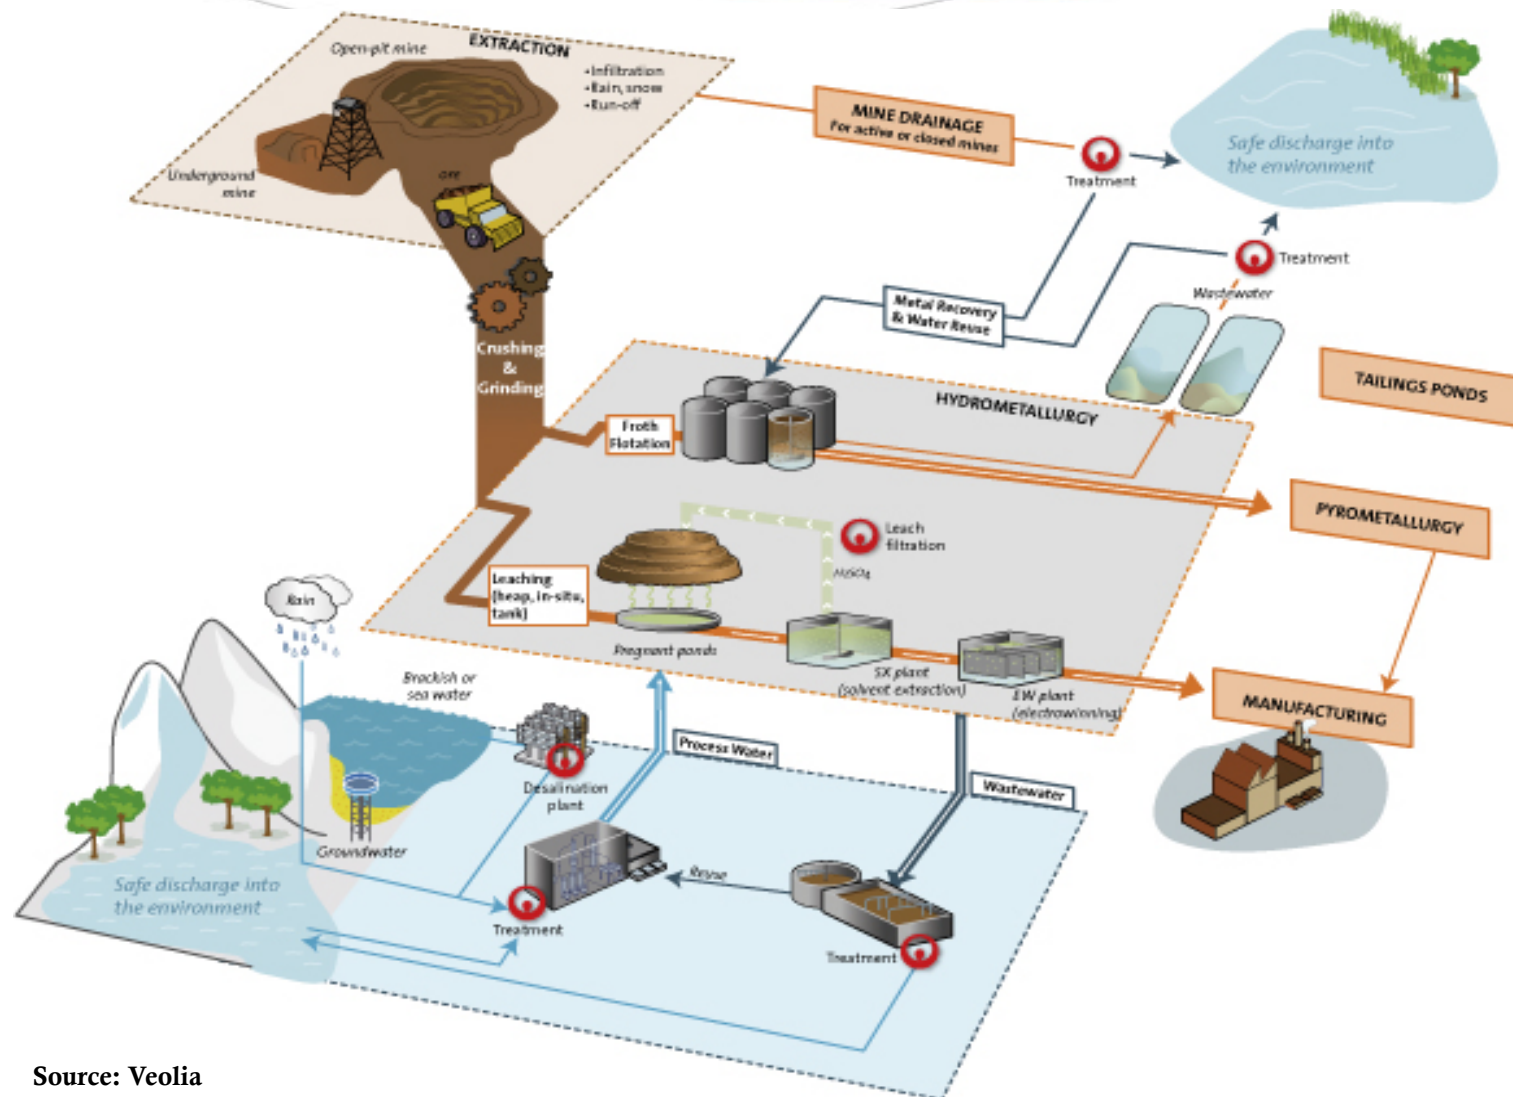 EXTRACTION
Open-pit mine
•Infiltration
•Rain, snow
•Run-off
Underground
mine
ore
MINE DRAINAGE
For active or closed mines
Treatment
Safe discharge into
the environment
Treatment
Wastewater
Metal Recovery
& Water Reuse
Crushing
&
Grinding
HYDROMETALLURGY
TAILINGS PONDS
Froth
Flotation
PYROMETALLURGY
Leach
filtration
H2SO4
Leaching
(heap, in-situ,
tank)
Pregnant ponds
SX plant
(solvent extraction)
EW plant
(electrowinning)
MANUFACTURING
Rain
Brackish or
sea water
Process Water
Wastewater
Desalination
plant
Groundwater
Reuse
Safe discharge into
the environment
Treatment
Treatment
Source: Veolia